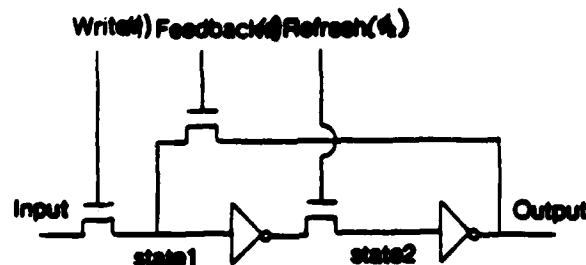 Write Feedback Refresh
Input
Output
state1
state2